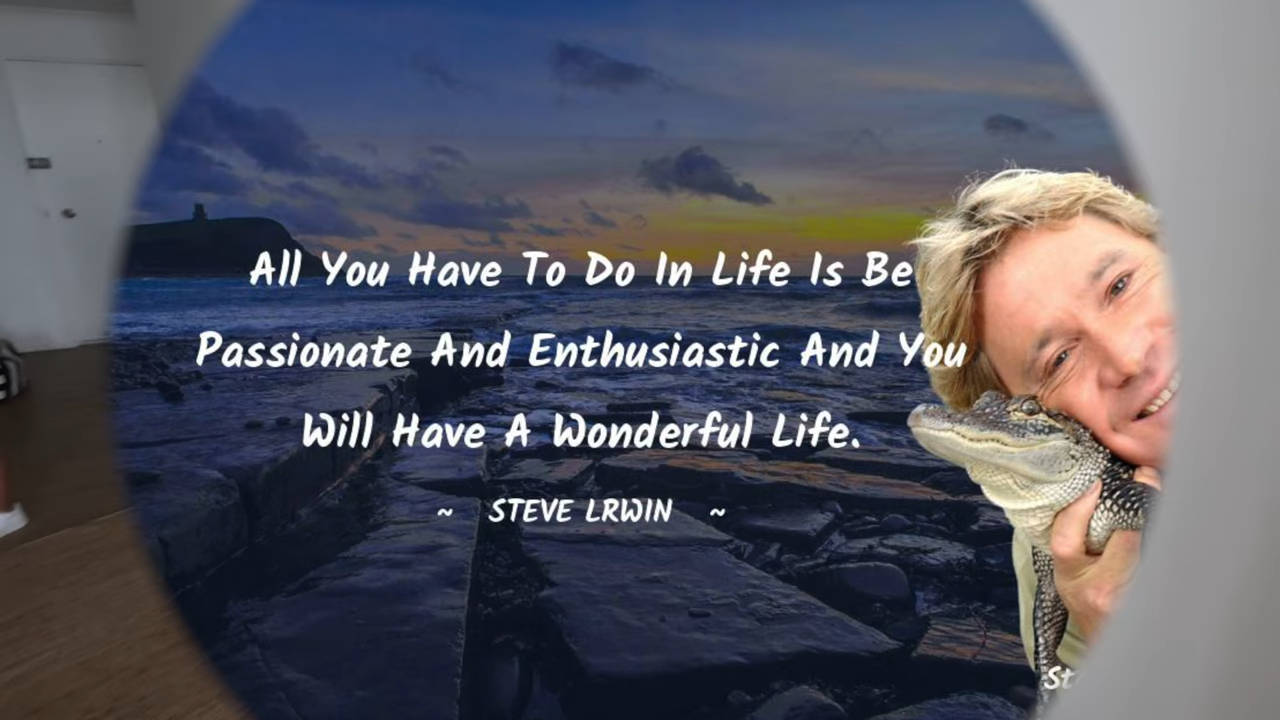 All You Have To Do In Life Is Be
Passionate And Enthusiastic And You
Will Have A Wonderful Life.
~ STEVE LRWIN ~
St